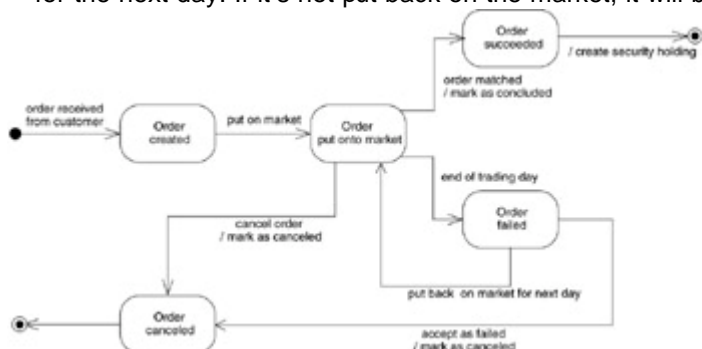 for the next day. If it's not put back on the market, it will b
Order
succeeded
/ create security holding
order matched
/ mark as concluded
order received
from customer
Order
created
put on market
Order
put onto market
end of trading day
cancel order
/ mark as canceled
Order
failed
put back on market for next day
Order
canceled
accept as failed
/ mark as canceled